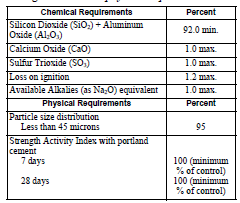 Chemical Requirements Percent
Silicon Dioxide (SiO2) + Aluminum
Oxide (Al2O3) 92.0 min.
Calcium Oxide (CaO) 1.0 max.
Sulfur Trioxide (SO3) 1.0 max.
Loss on ignition 1.2 max.
Available Alkalies (as Na2O) equivalent 1.0 max.
Physical Requirements Percent
Particle size distribution
Less than 45 microns 95
Strength Activity Index with portland
cement
7 days 100 (minimum
% of control)
28 days 100 (minimum
% of control)